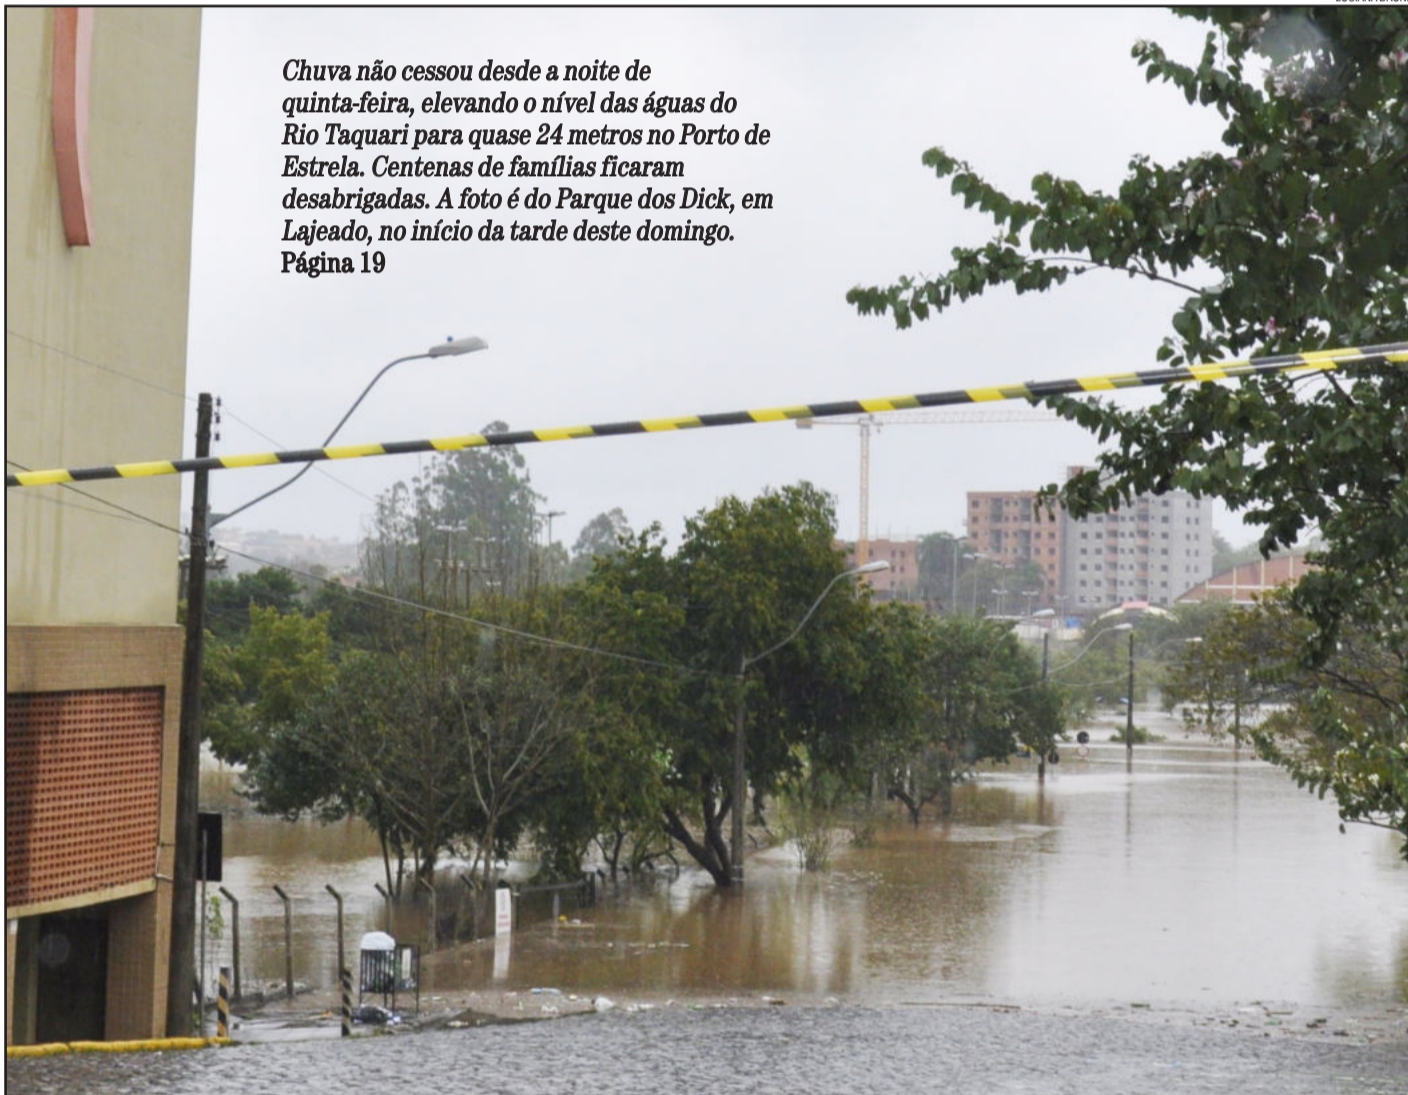 Chuva não cessou desde a noite de
quinta-feira, elevando o nível das águas do
Rio Taquari para quase 24 metros no Porto de
Estrela. Centenas de famílias ficaram
desabrigadas. A foto é do Parque dos Dick, em
Lajeado, no início da tarde deste domingo.
Página 19